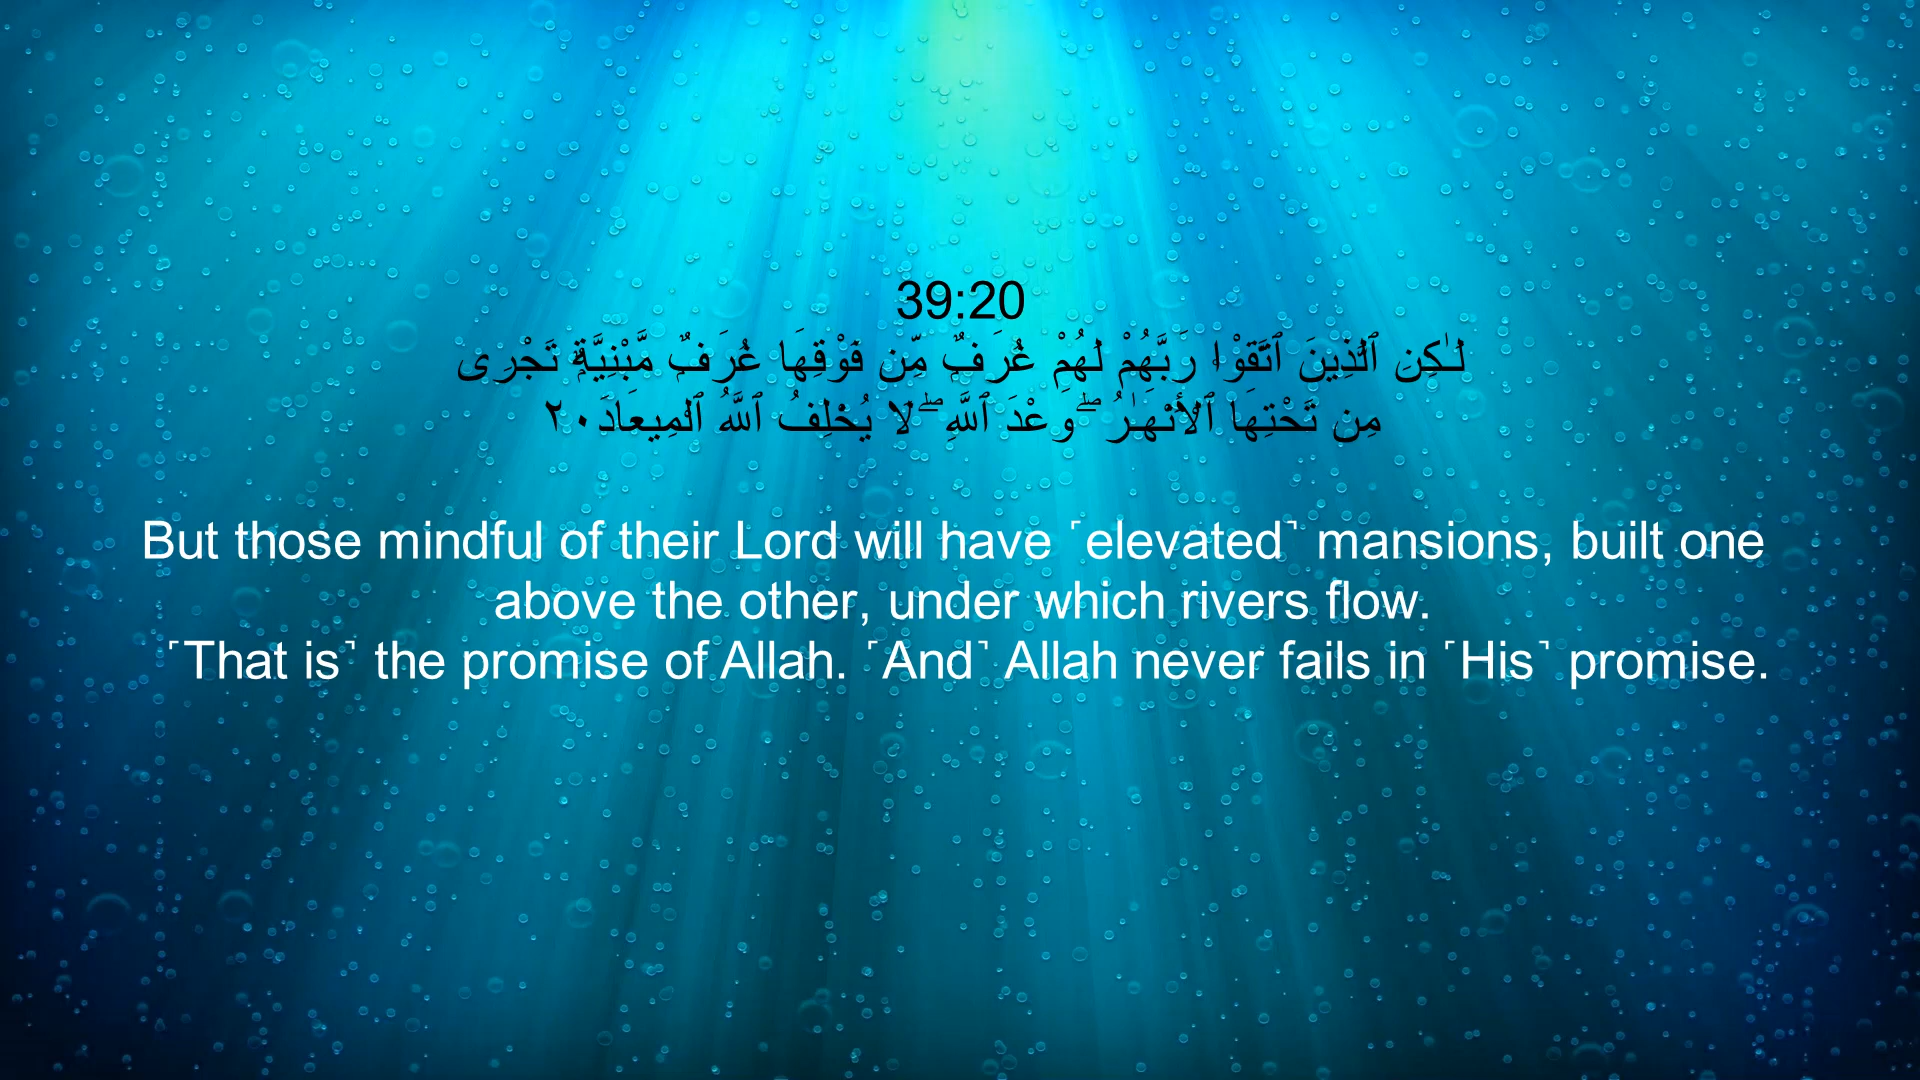 39:20
لَـٰكِنِ ٱلَّذِينَ ٱتَّقَوْا۟ رَبَّهُمْ لَهُمْ غُرَفٌۭ مِّن فَوْقِهَا غُرَفٌۭ مَّبْنِيَّةٌۭ تَجْرِى
مِن تَحْتِهَا ٱلْأَنْهَـٰرُ ۖ وَعْدَ ٱللَّهِ ۖ لَا يُخْلِفُ ٱللَّهُ ٱلْمِيعَادَ ٢٠
But those mindful of their Lord will have ˹elevated˺ mansions, built one
above the other, under which rivers flow.
˹That is˺ the promise of Allah. ˹And˺ Allah never fails in ˹His˺ promise.